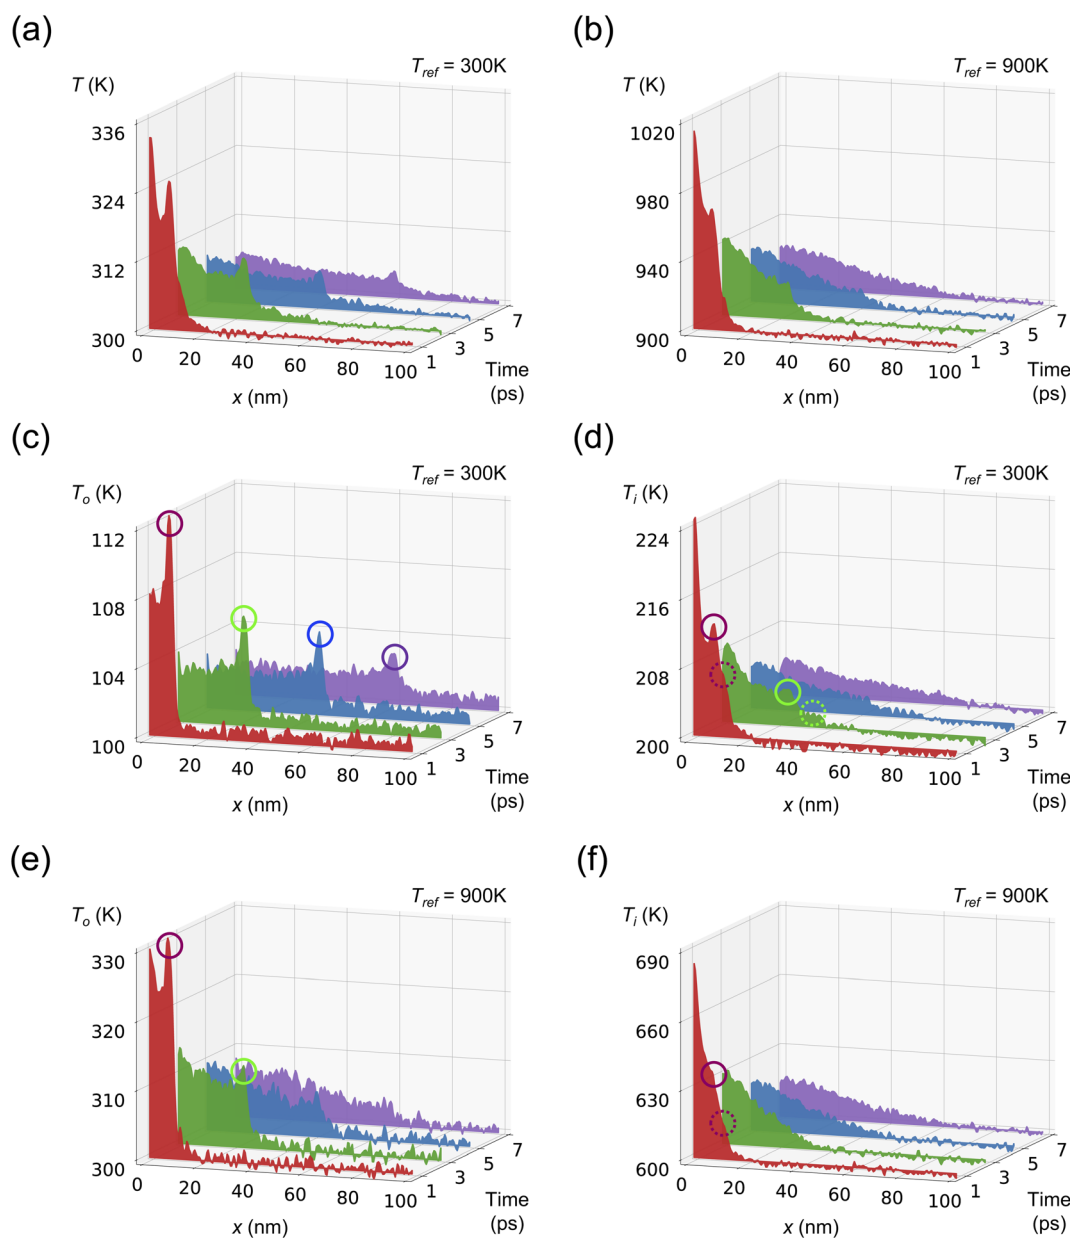 (a)
T_ref = 300K
T (K)
336
324
312
300
0 20 40 60 80 100
1 3 5 7
x (nm)
Time
(ps)
(b)
T_ref = 900K
T (K)
1020
980
940
900
0 20 40 60 80 100
1 3 5 7
x (nm)
Time
(ps)
(c)
T_ref = 300K
T_o (K)
112
108
104
100
0 20 40 60 80 100
1 3 5 7
x (nm)
Time
(ps)
(d)
T_ref = 300K
T_i (K)
224
216
208
200
0 20 40 60 80 100
1 3 5 7
x (nm)
Time
(ps)
(e)
T_ref = 900K
T_o (K)
330
320
310
300
0 20 40 60 80 100
1 3 5 7
x (nm)
Time
(ps)
(f)
T_ref = 900K
T_i (K)
690
660
630
600
0 20 40 60 80 100
1 3 5 7
x (nm)
Time
(ps)